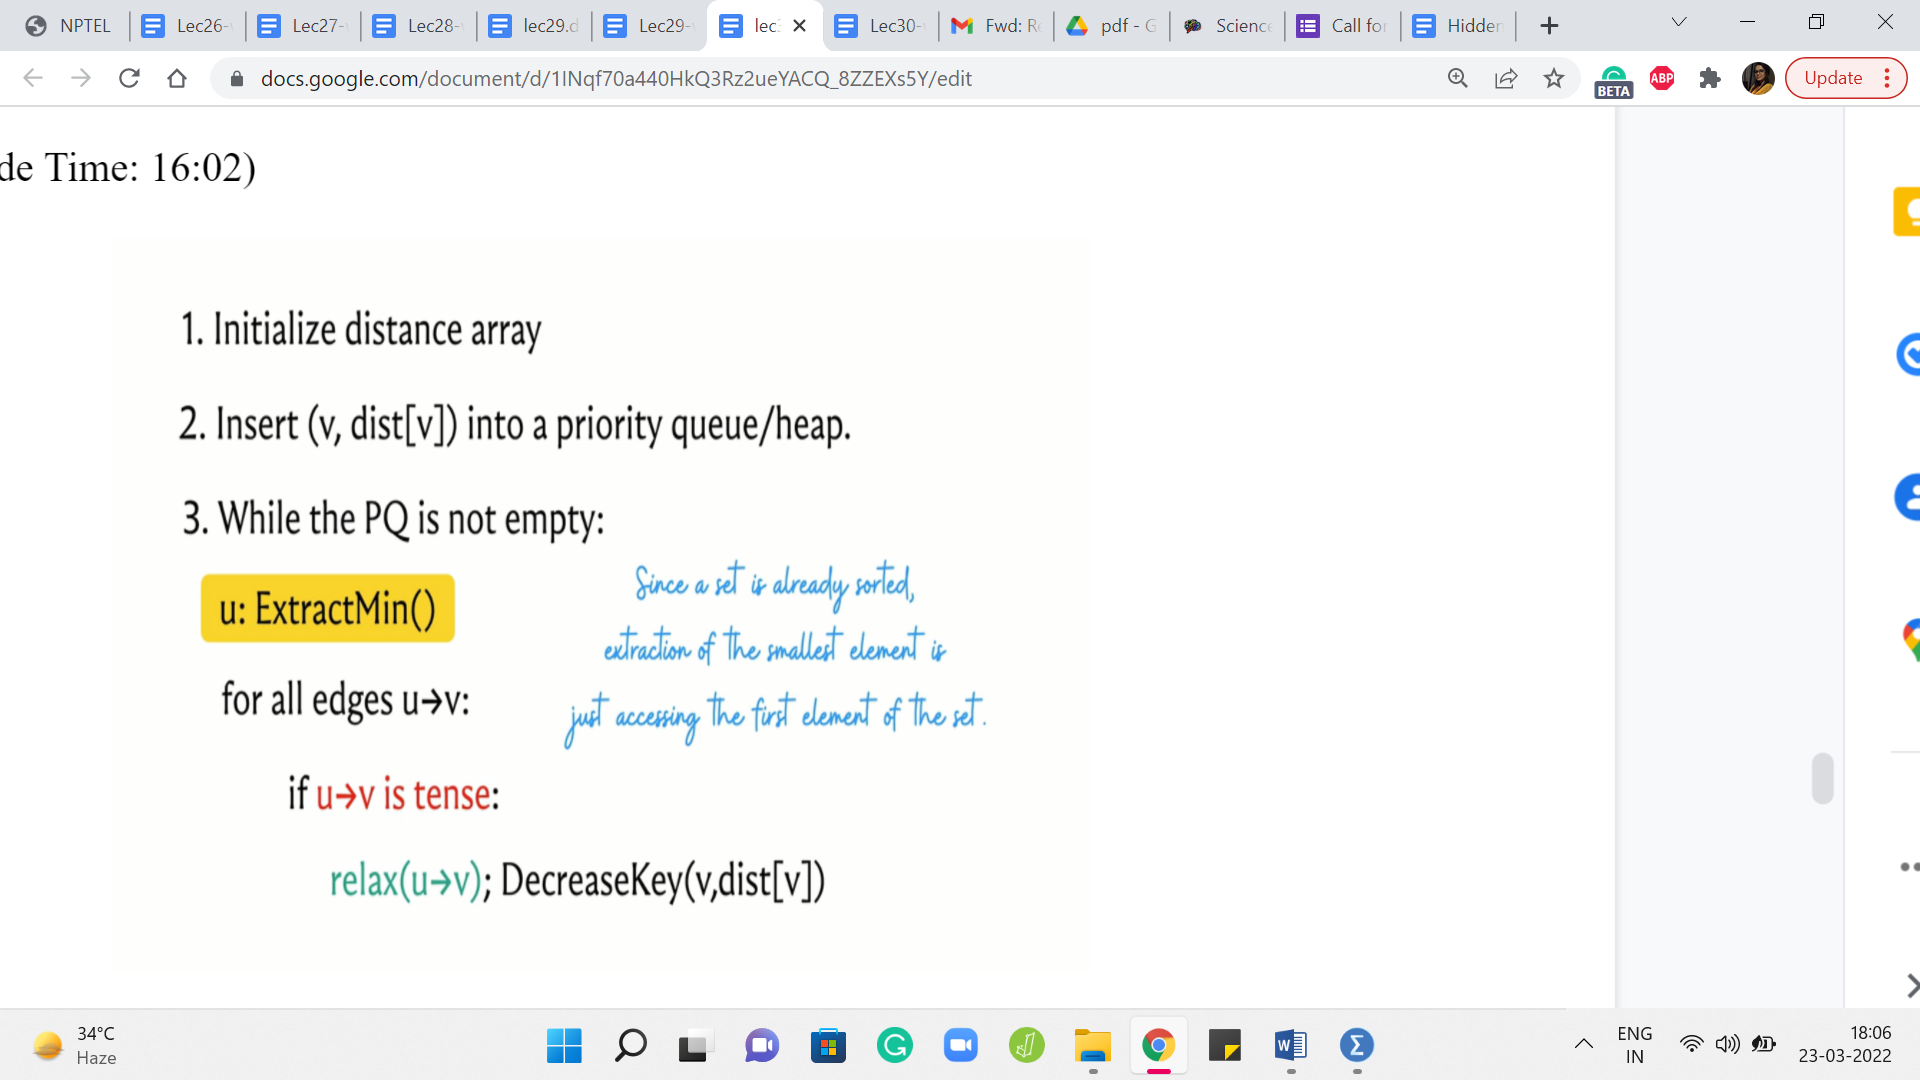 NPTEL
Lec26-
Lec27-
Lec28-
lec29.d
Lec29-
lec
Lec30-
Fwd: Re
pdf - G
Science
Call for
Hidden
docs.google.com/document/d/1INqf70a440HkQ3Rz2ueYACQ_8ZZEXs5Y/edit
BETA
ABP
Update
de Time: 16:02)
1. Initialize distance array
2. Insert (v, dist[v]) into a priority queue/heap.
3. While the PQ is not empty:
u: ExtractMin()
Since a set is already sorted,
extraction of the smallest element is
just accessing the first element of the set.
for all edges u→v:
if u→v is tense:
relax(u→v); DecreaseKey(v,dist[v])
34°C
Haze
ENG
IN
18:06
23-03-2022